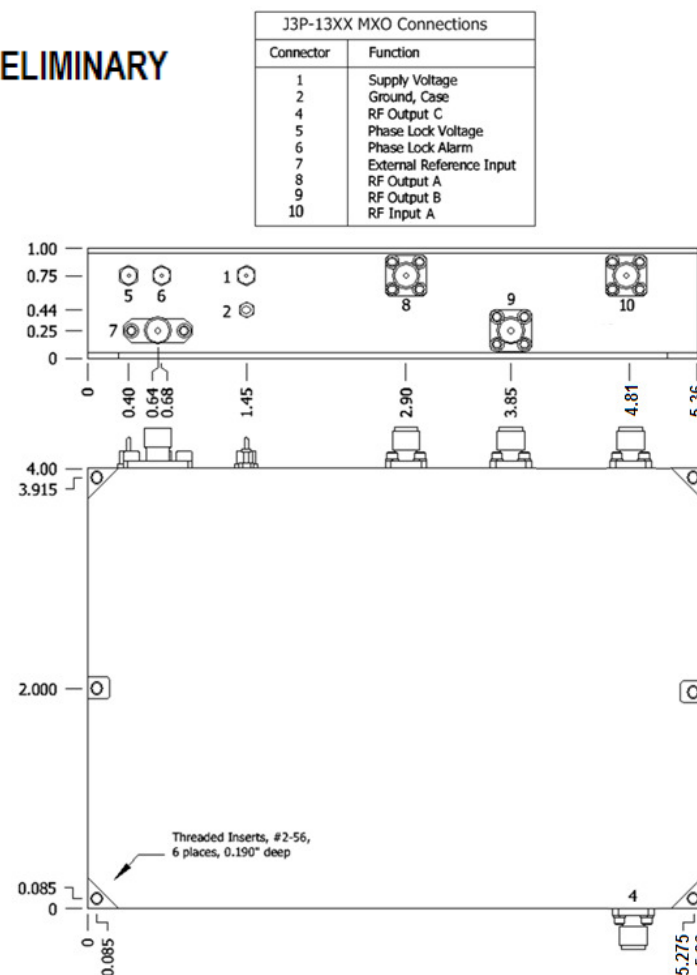 J3P-13XX MXO Connections
ELIMINARY
Connector Function
1 Supply Voltage
2 Ground, Case
4 RF Output C
5 Phase Lock Voltage
6 Phase Lock Alarm
7 External Reference Input
8 RF Output A
9 RF Output B
10 RF Input A
1.00
0.75
0.44
0.25
0
5 6 1 2 7 8 9 10
0 0.40 0.64 0.68 1.45 2.90 3.85 4.81 5.36
4.00
3.915
2.000
Threaded Inserts, #2-56,
6 places, 0.190" deep
0.085
0
4
0 0.085 5.275